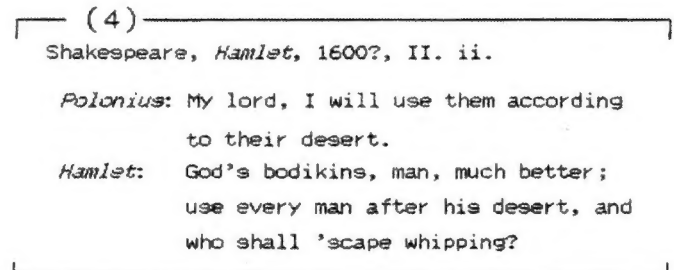 (4)
Shakespeare, Hamlet, 1600?, II. ii.
Polonius: My lord, I will use them according
to their desert.
Hamlet: God's bodikins, man, much better;
use every man after his desert, and
who shall 'scape whipping?